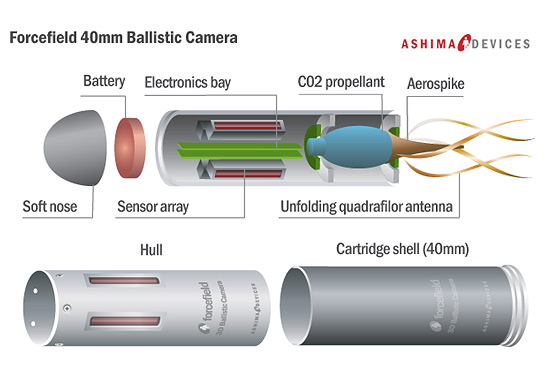 Forcefield 40mm Ballistic Camera
ASHIMA DEVICES
Battery
Electronics bay
CO2 propellant
Aerospike
Soft nose
Sensor array
Unfolding quadrafilor antenna
Hull
Cartridge shell (40mm)
forcefield
3D Ballistic Camera
ASHIMA DEVICES
forcefield
3D Ballistic Camera
ASHIMA DEVICES